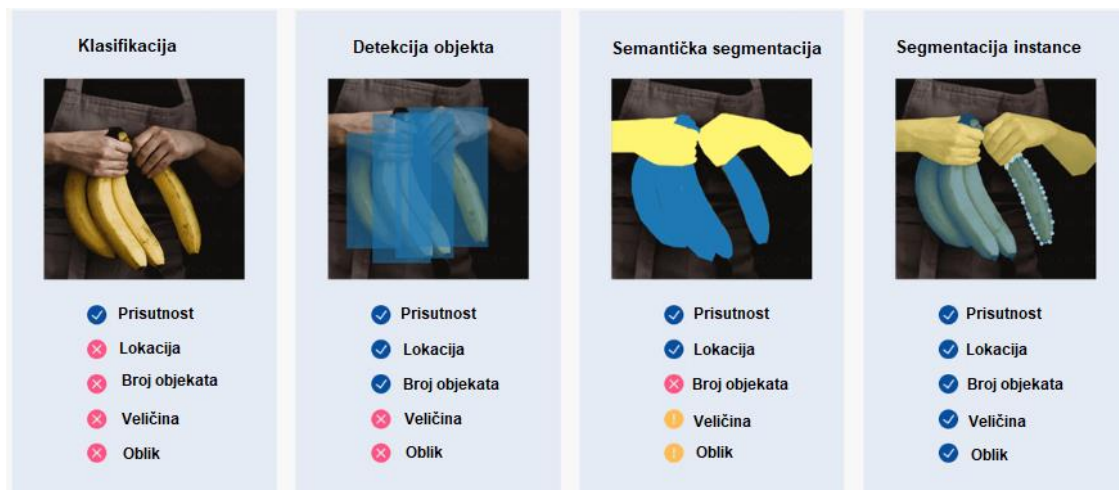 Klasifikacija
Prisutnost
Lokacija
Broj objekata
Veličina
Oblik
Detekcija objekta
Prisutnost
Lokacija
Broj objekata
Veličina
Oblik
Semantička segmentacija
Prisutnost
Lokacija
Broj objekata
Veličina
Oblik
Segmentacija instance
Prisutnost
Lokacija
Broj objekata
Veličina
Oblik